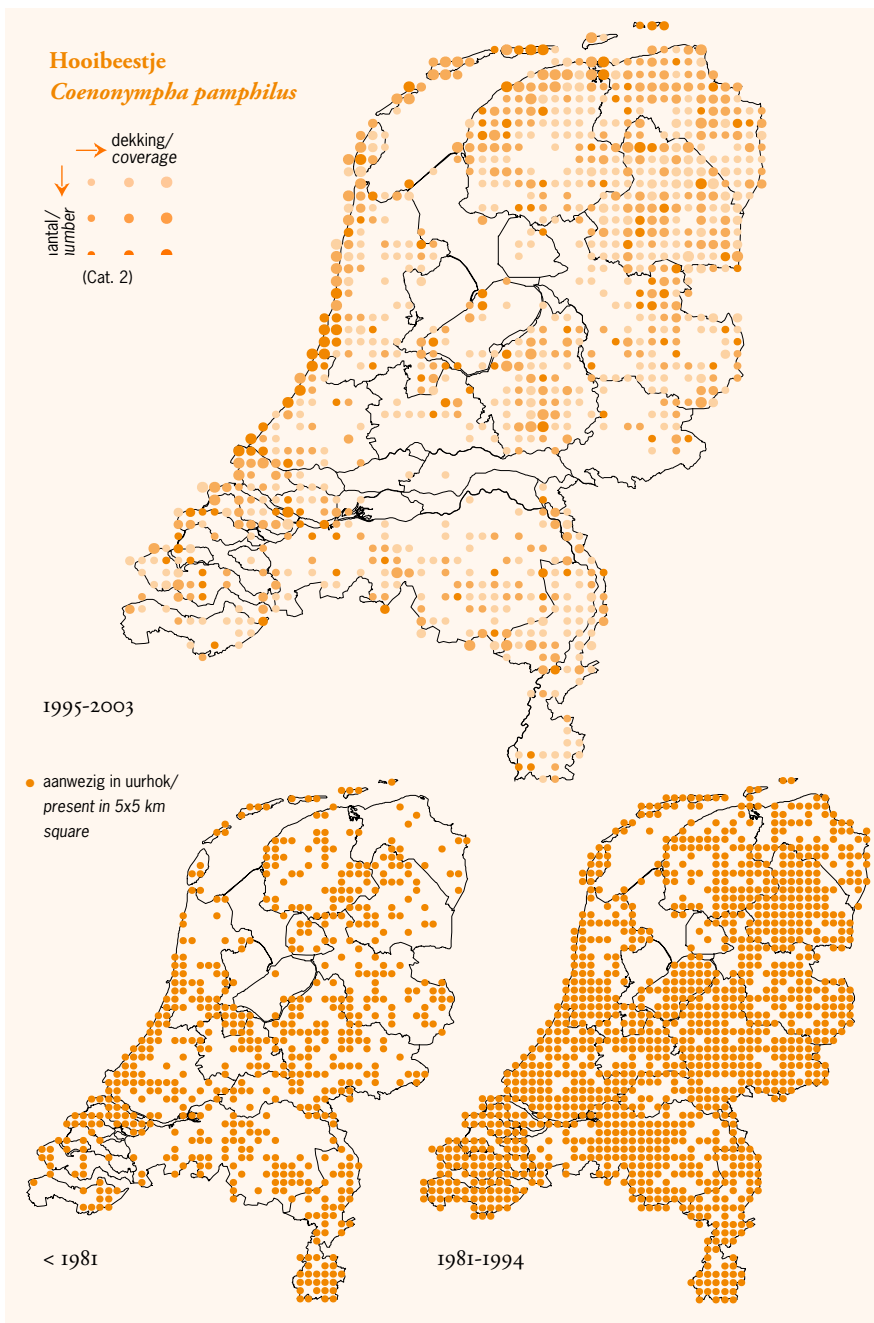 Hooibeestje
Coenonympha pamphilus
dekking/
coverage
(Cat. 2)
1995-2003
aanwezig in uurhok/
present in 5x5 km
square
< 1981
1981-1994